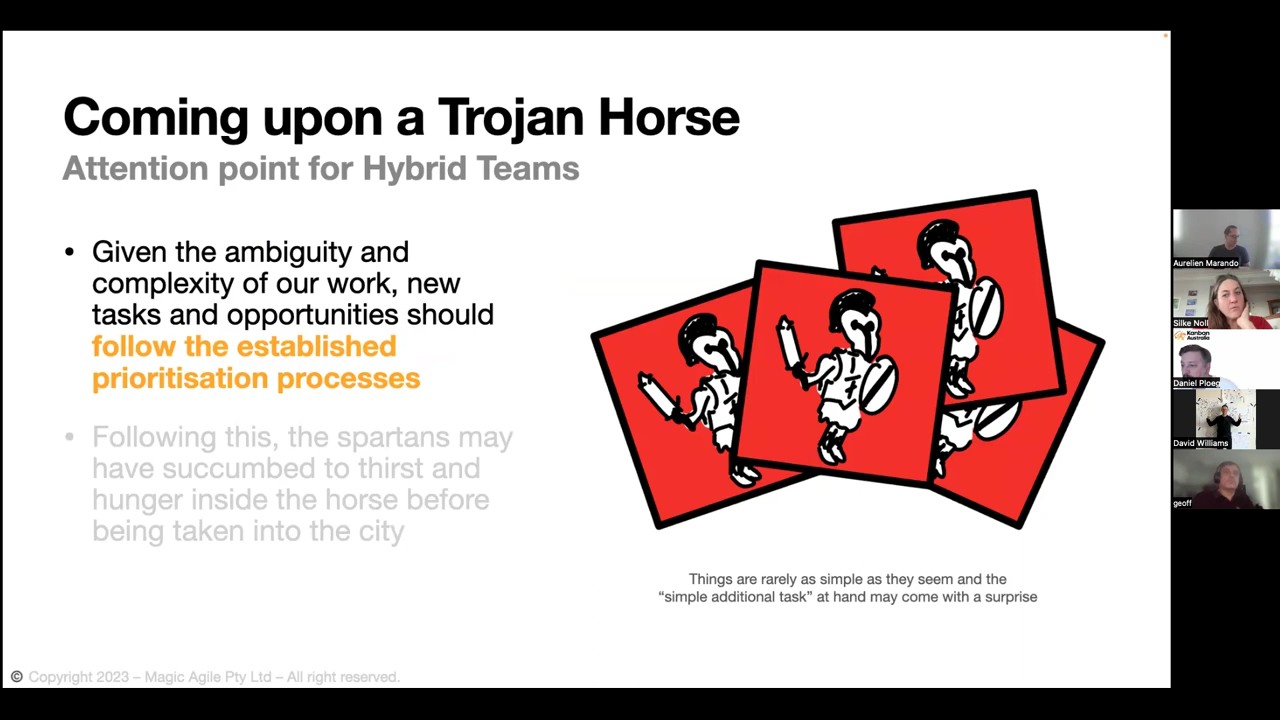 Coming upon a Trojan Horse
Attention point for Hybrid Teams
• Given the ambiguity and
complexity of our work, new
tasks and opportunities should
follow the established
prioritisation processes
• Following this, the spartans may
have succumbed to thirst and
hunger inside the horse before
being taken into the city
Things are rarely as simple as they seem and the
“simple additional task” at hand may come with a surprise
© Copyright 2023 – Magic Agile Pty Ltd – All right reserved.
Aurelien Marando
Silke Noll
Kanban
Australia
Daniel Ploeg
David Williams
geoff